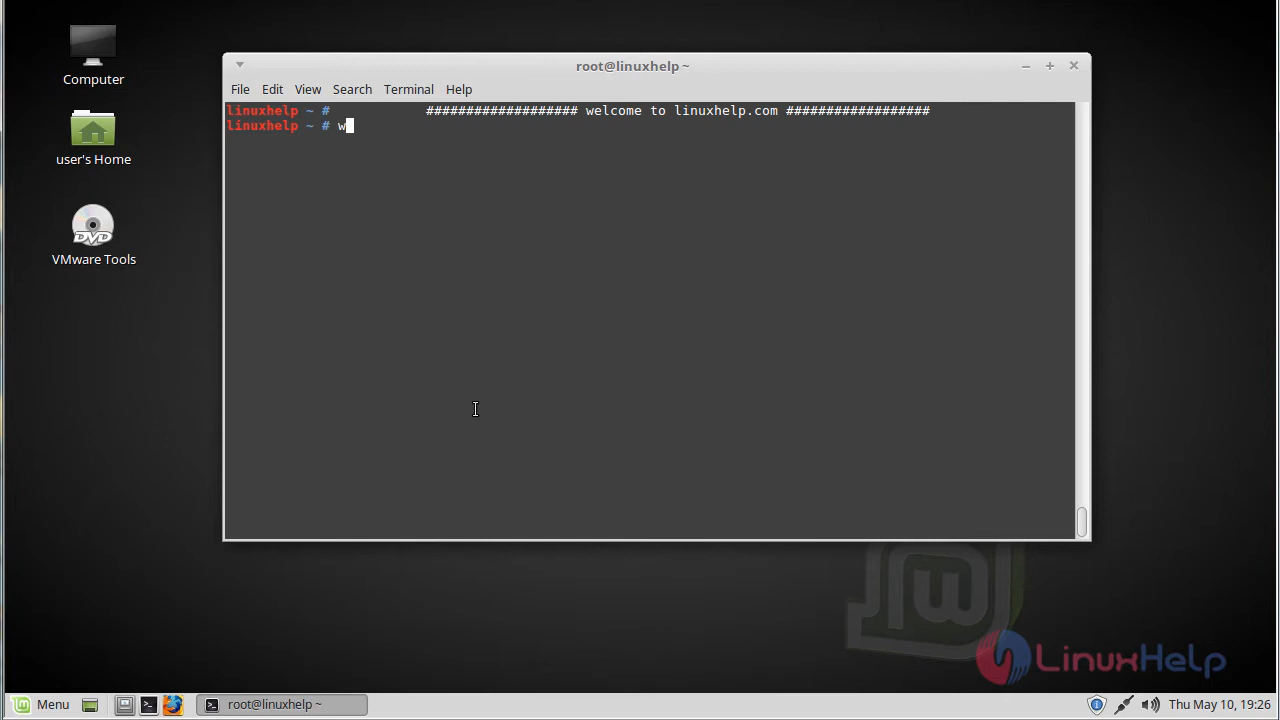 Computer
user's Home
DVD
VMware Tools
root@linuxhelp ~
File Edit View Search Terminal Help
linuxhelp ~ # ################### welcome to linuxhelp.com ##################
linuxhelp ~ # w
LinuxHelp
Menu
root@linuxhelp ~
Thu May 10, 19:26